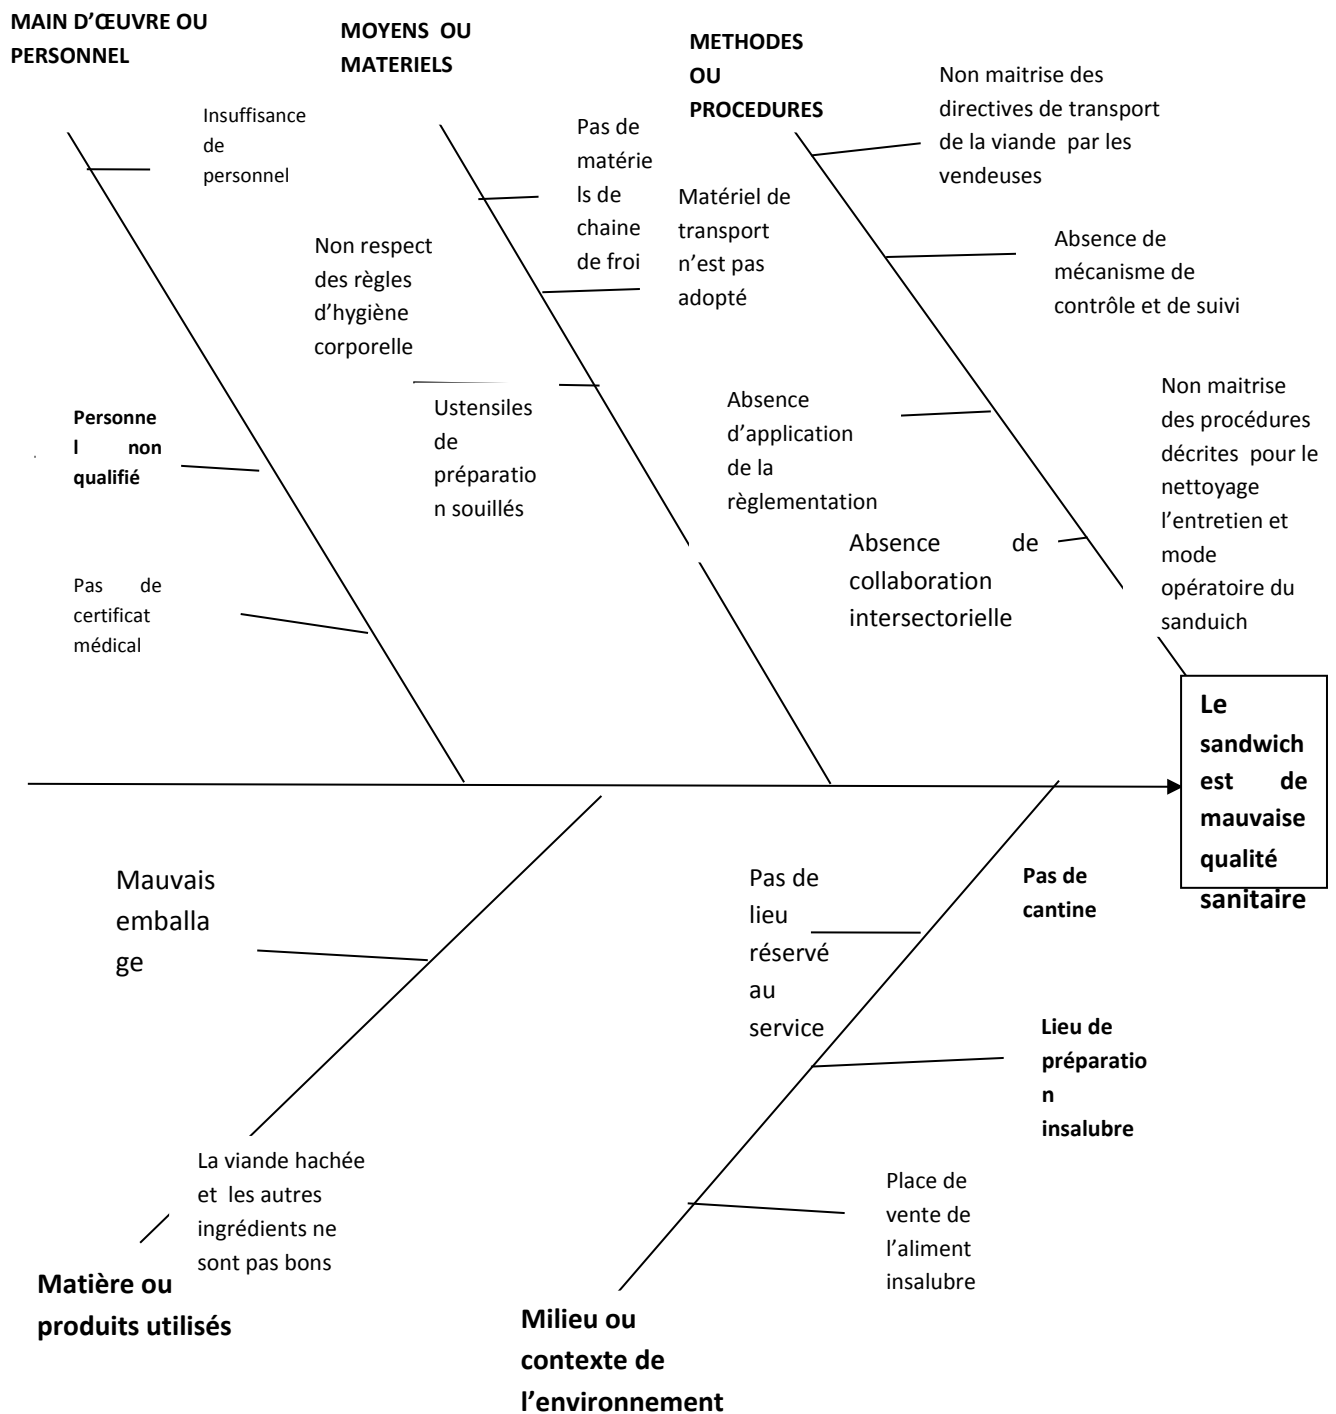 MAIN D'ŒUVRE OU
PERSONNEL
MOYENS OU
MATERIELS
METHODES
OU
PROCEDURES
Non maitrise des
directives de transport
de la viande par les
vendeuses
Insuffisance
de
personnel
Pas de
matérie
ls de
chaine
de froi
Matériel de
transport
n'est pas
adopté
Absence de
mécanisme de
contrôle et de suivi
Non respect
des règles
d'hygiène
corporelle
Personne
l non
qualifié
Ustensiles
de
préparatio
n souillés
Absence
d'application
de la
règlementation
Non maitrise
des procédures
décrites pour le
nettoyage
l'entretien et
mode
opératoire du
sanduich
Absence de
collaboration
intersectorielle
Pas de
certificat
médical
Le
sandwich
est de
mauvaise
qualité
sanitaire
Mauvais
emballa
ge
Pas de
lieu
réservé
au
service
Pas de
cantine
Lieu de
préparatio
n
insalubre
La viande hachée
et les autres
ingrédients ne
sont pas bons
Place de
vente de
l'aliment
insalubre
Matière ou
produits utilisés
Milieu ou
contexte de
l'environnement